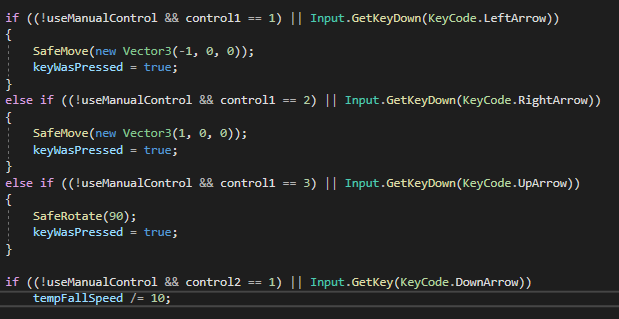 if ((!useManualControl && control1 == 1) || Input.GetKeyDown(KeyCode.LeftArrow))
{
    SafeMove(new Vector3(-1, 0, 0));
    keyWasPressed = true;
}
else if ((!useManualControl && control1 == 2) || Input.GetKeyDown(KeyCode.RightArrow))
{
    SafeMove(new Vector3(1, 0, 0));
    keyWasPressed = true;
}
else if ((!useManualControl && control1 == 3) || Input.GetKeyDown(KeyCode.UpArrow))
{
    SafeRotate(90);
    keyWasPressed = true;
}

if ((!useManualControl && control2 == 1) || Input.GetKey(KeyCode.DownArrow))
    tempFallSpeed /= 10;